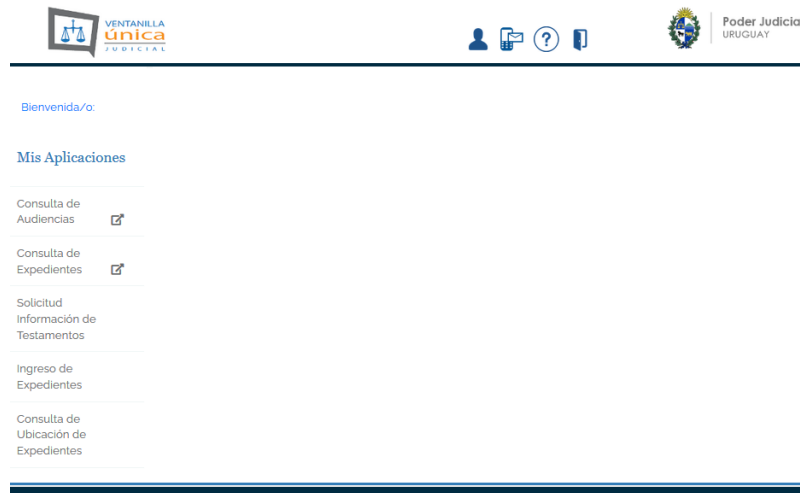 VENTANILLA
única
JUDICIAL
Poder Judicia
URUGUAY
Bienvenida/o:
Mis Aplicaciones
Consulta de
Audiencias
Consulta de
Expedientes
Solicitud
Información de
Testamentos
Ingreso de
Expedientes
Consulta de
Ubicación de
Expedientes